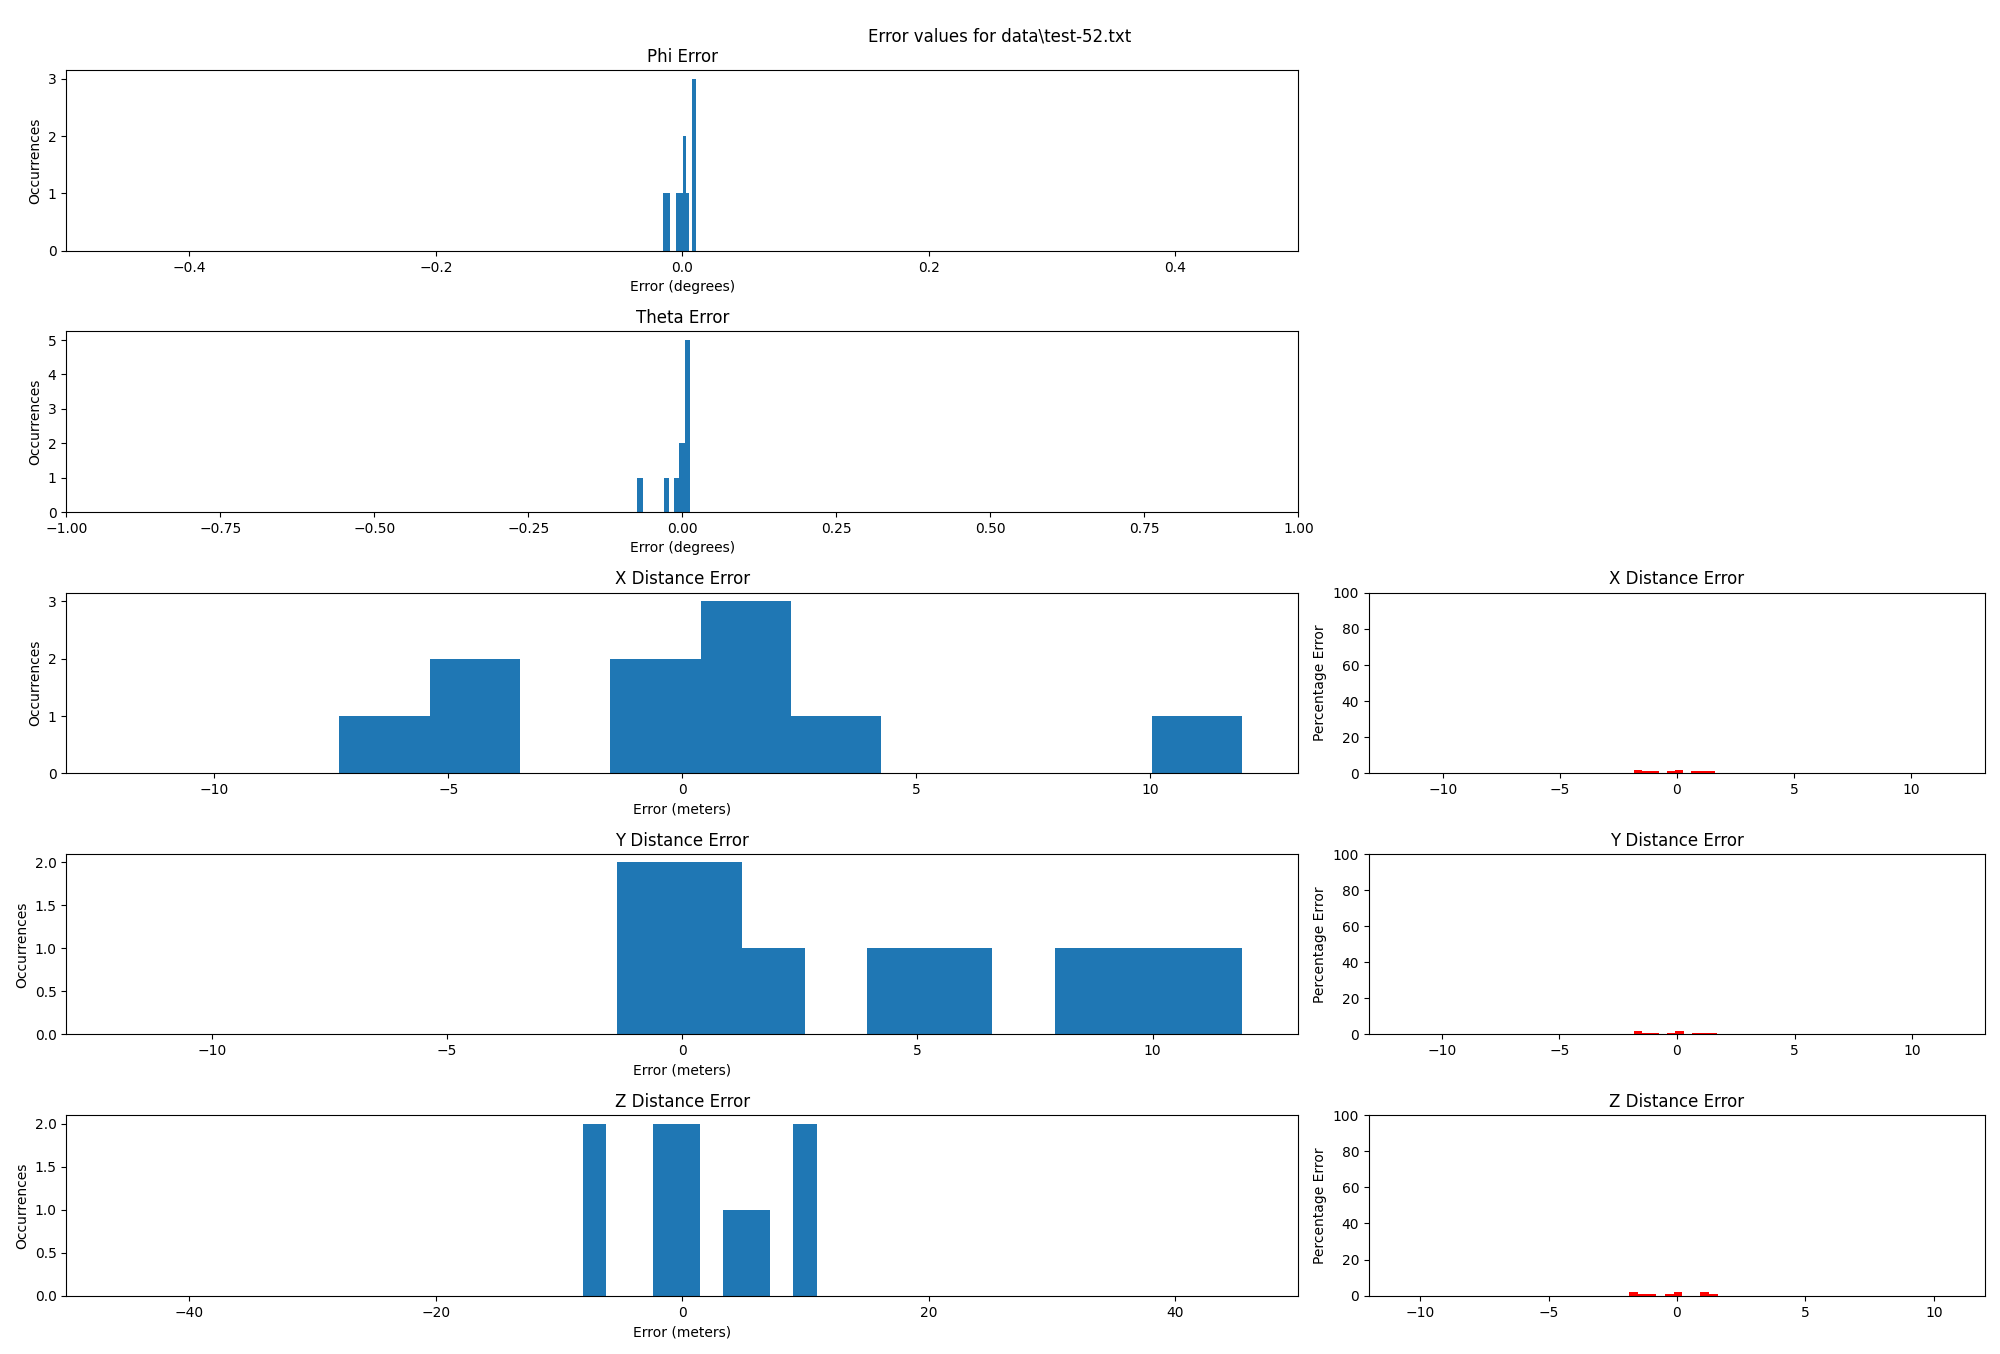 Error values for data\test-52.txt
Phi Error
3
2
1
0
Occurrences
−0.4 −0.2 0.0 0.2 0.4
Error (degrees)
Theta Error
5
4
3
2
1
0
Occurrences
−1.00 −0.75 −0.50 −0.25 0.00 0.25 0.50 0.75 1.00
Error (degrees)
X Distance Error
3
2
1
0
Occurrences
−10 −5 0 5 10
Error (meters)
X Distance Error
100
80
60
40
20
0
Percentage Error
−10 −5 0 5 10
Y Distance Error
2.0
1.5
1.0
0.5
0.0
Occurrences
−10 −5 0 5 10
Error (meters)
Y Distance Error
100
80
60
40
20
0
Percentage Error
−10 −5 0 5 10
Z Distance Error
2.0
1.5
1.0
0.5
0.0
Occurrences
−40 −20 0 20 40
Error (meters)
Z Distance Error
100
80
60
40
20
0
Percentage Error
−10 −5 0 5 10